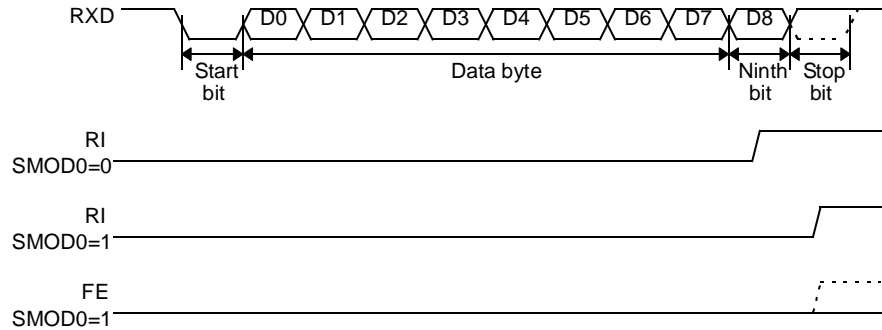 RXD D0 D1 D2 D3 D4 D5 D6 D7 D8
Start bit Data byte Ninth bit Stop bit
RI
SMOD0=0
RI
SMOD0=1
FE
SMOD0=1